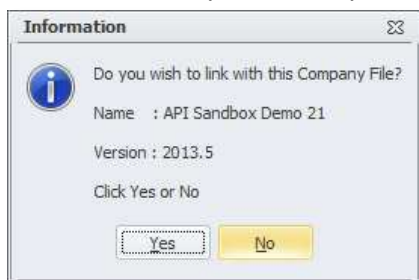 Information
Do you wish to link with this Company File?
Name : API Sandbox Demo 21
Version : 2013.5
Click Yes or No
Yes No